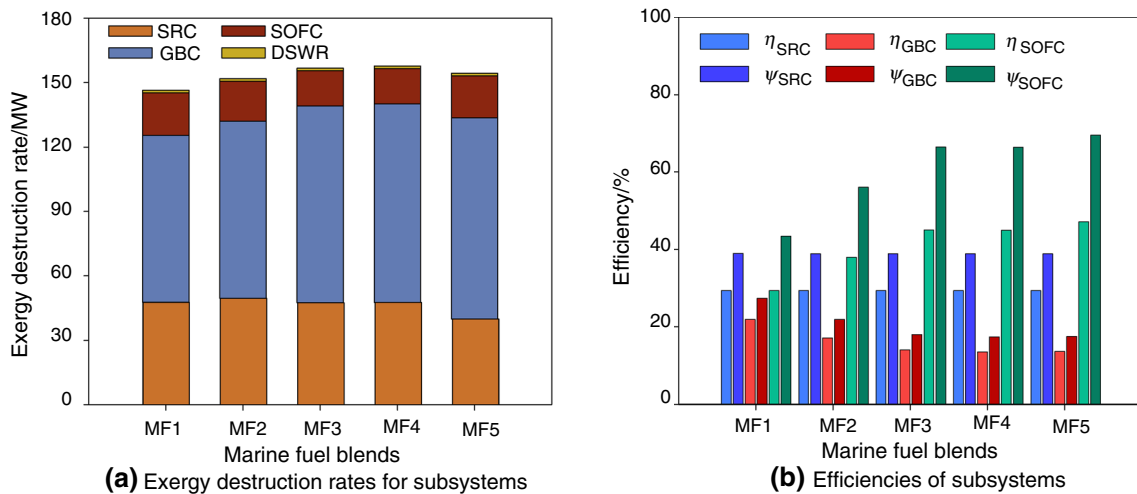 180
150
120
90
60
30
0
Exergy destruction rate/MW
SRC SOFC
GBC DSWR
MF1 MF2 MF3 MF4 MF5
Marine fuel blends
(a) Exergy destruction rates for subsystems
100
80
60
40
20
0
Efficiency/%
ηSRC ηGBC ηSOFC
ψSRC ψGBC ψSOFC
MF1 MF2 MF3 MF4 MF5
Marine fuel blends
(b) Efficiencies of subsystems